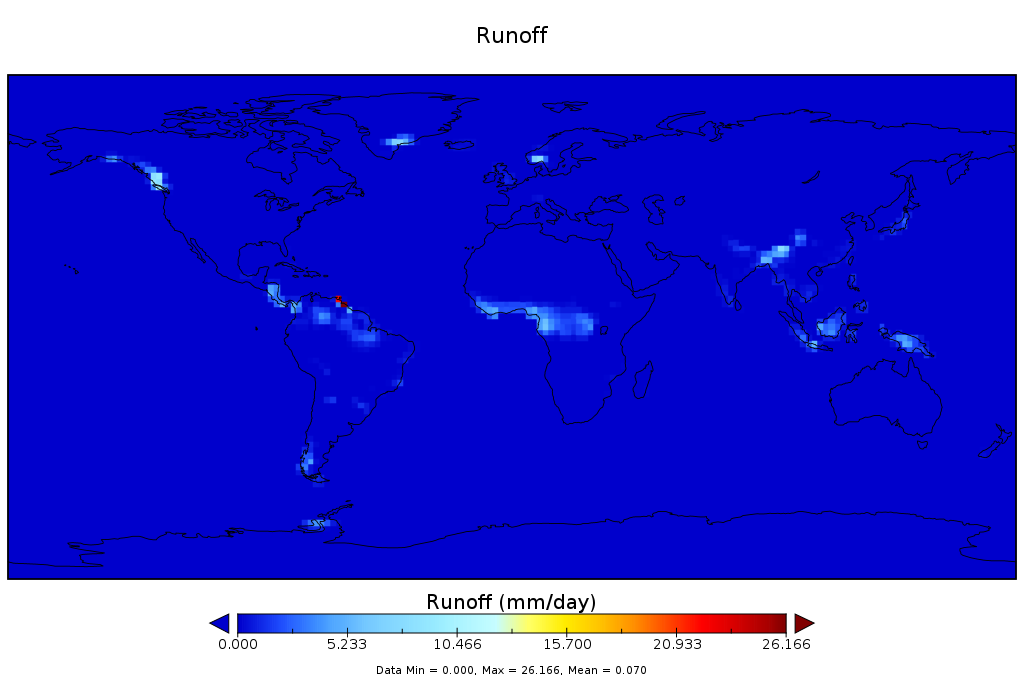 Runoff
Runoff (mm/day)
0.000 5.233 10.466 15.700 20.933 26.166
Data Min = 0.000, Max = 26.166, Mean = 0.070